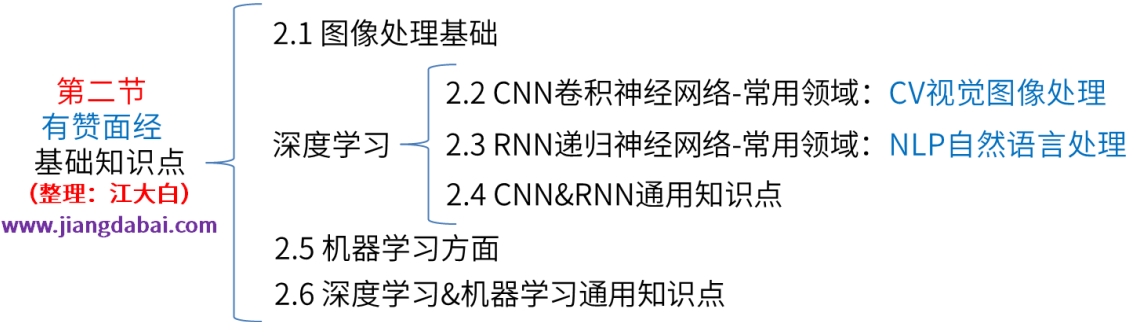 第二节
有赞面经
基础知识点
（整理：江大白）
www.jiangdabai.com
2.1 图像处理基础
深度学习
2.2 CNN卷积神经网络-常用领域：CV视觉图像处理
2.3 RNN递归神经网络-常用领域：NLP自然语言处理
2.4 CNN&RNN通用知识点
2.5 机器学习方面
2.6 深度学习&机器学习通用知识点